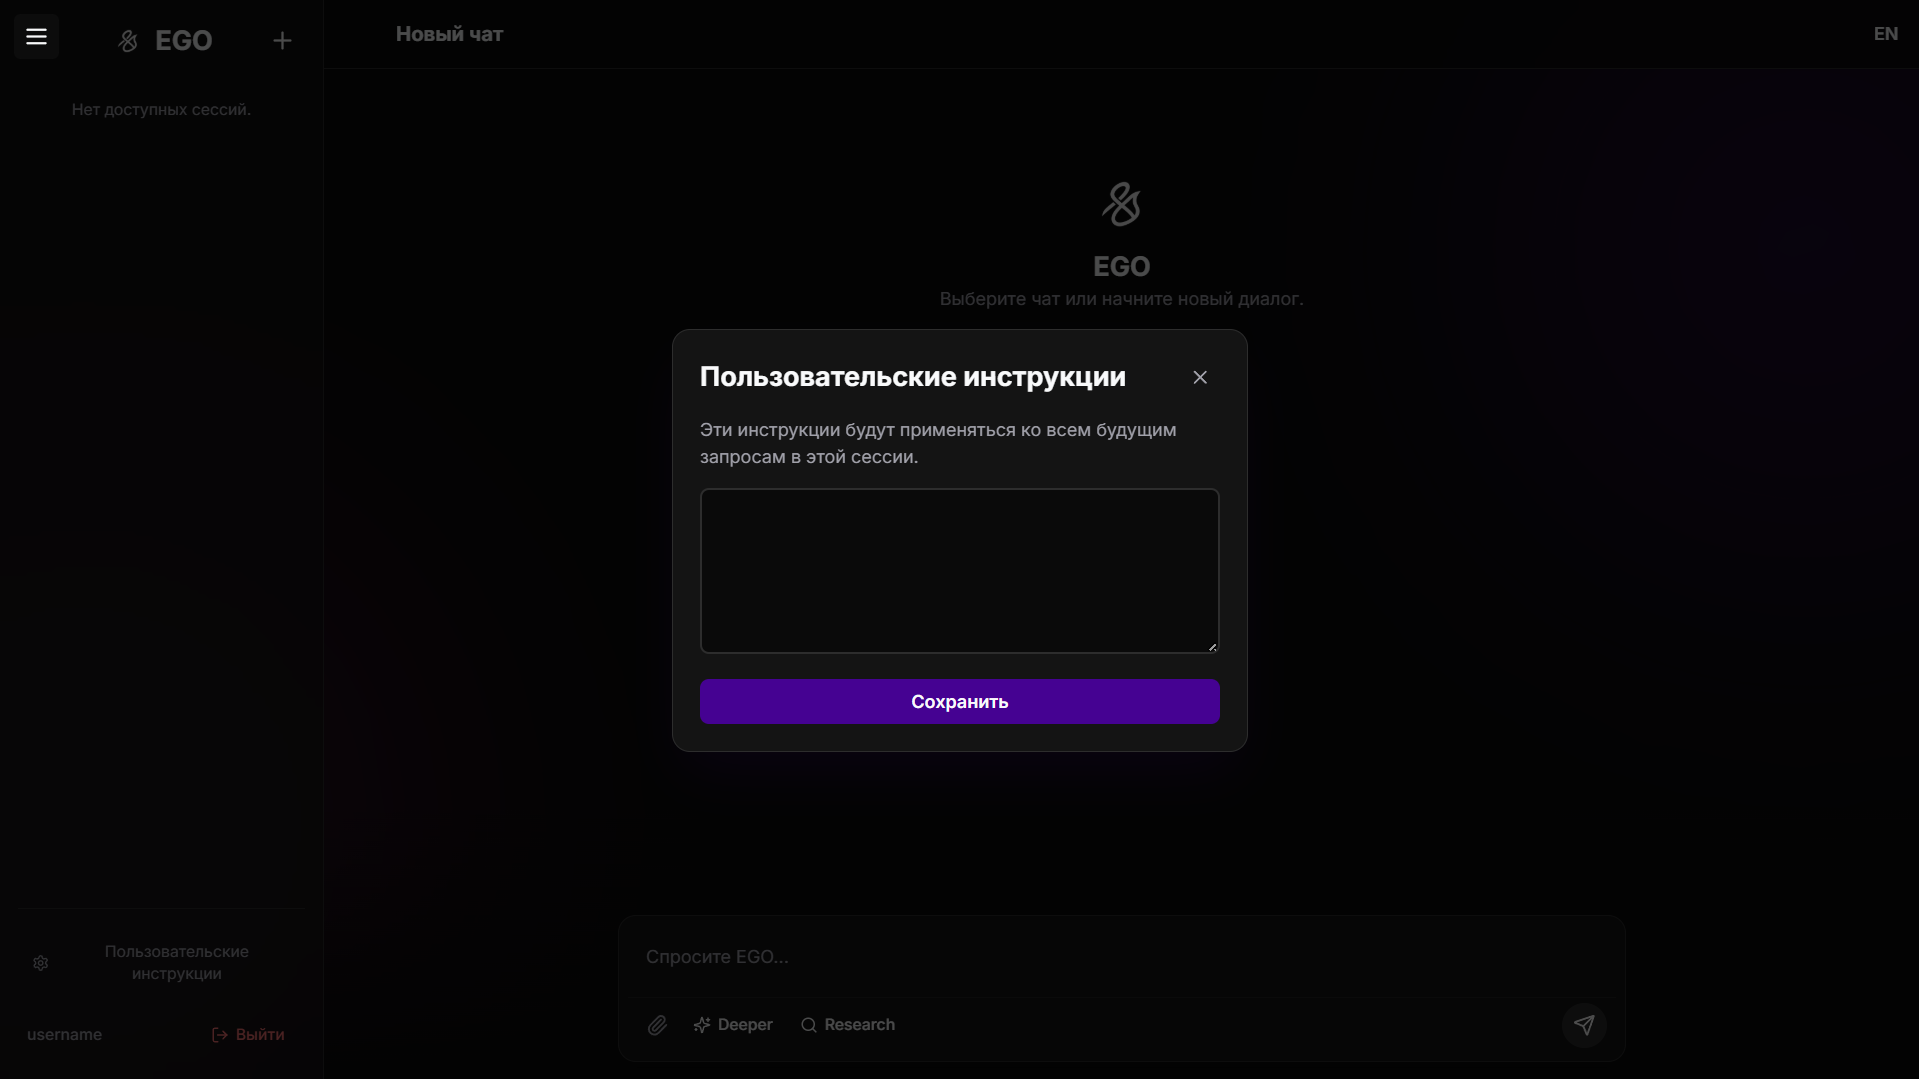 EGO
Новый чат
EN
Нет доступных сессий.
EGO
Выберите чат или начните новый диалог.
Пользовательские инструкции
Эти инструкции будут применяться ко всем будущим
запросам в этой сессии.
Сохранить
Пользовательские
инструкции
username
Выйти
Спросите EGO...
Deeper
Research